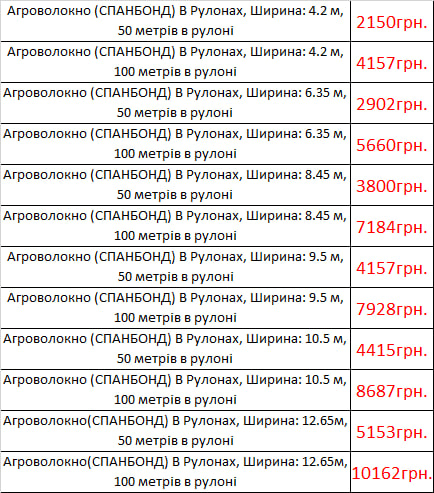 Агроволокно (СПАНБОНД) В Рулонах, Ширина: 4.2 м,
50 метрів в рулоні
2150грн.
Агроволокно (СПАНБОНД) В Рулонах, Ширина: 4.2 м,
100 метрів в рулоні
4157грн.
Агроволокно (СПАНБОНД) В Рулонах, Ширина: 6.35 м,
50 метрів в рулоні
2902грн.
Агроволокно (СПАНБОНД) В Рулонах, Ширина: 6.35 м,
100 метрів в рулоні
5660грн.
Агроволокно (СПАНБОНД) В Рулонах, Ширина: 8.45 м,
50 метрів в рулоні
3800грн.
Агроволокно (СПАНБОНД) В Рулонах, Ширина: 8.45 м,
100 метрів в рулоні
7184грн.
Агроволокно (СПАНБОНД) В Рулонах, Ширина: 9.5 м,
50 метрів в рулоні
4157грн.
Агроволокно (СПАНБОНД) В Рулонах, Ширина: 9.5 м,
100 метрів в рулоні
7928грн.
Агроволокно (СПАНБОНД) В Рулонах, Ширина: 10.5 м,
50 метрів в рулоні
4415грн.
Агроволокно (СПАНБОНД) В Рулонах, Ширина: 10.5 м,
100 метрів в рулоні
8687грн.
Агроволокно(СПАНБОНД) В Рулонах, Ширина: 12.65м,
50 метрів в рулоні
5153грн.
Агроволокно(СПАНБОНД) В Рулонах, Ширина: 12.65м,
100 метрів в рулоні
10162грн.